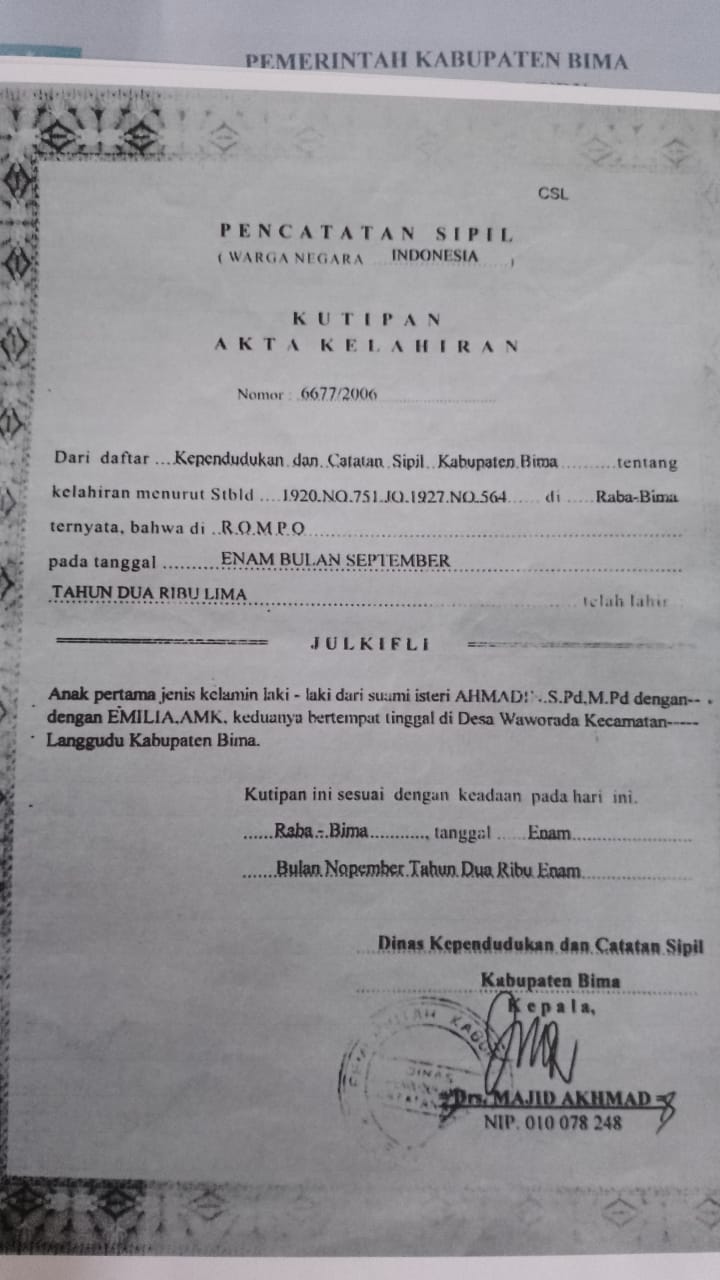 PEMERINTAH KABUPATEN BIMA
CSL
PENCATATAN SIPIL
( WARGA NEGARA INDONESIA )
KUTIPAN
AKTA KELAHIRAN
Nomor : 6677/2006
Dari daftar ...Kependudukan dan Catatan Sipil Kabupaten Bima..........tentang
kelahiran menurut Stbld ....1920.NO.751.JO.1927.NO.564...... di .....Raba-Bima
ternyata, bahwa di ..R.O.M.P.O
pada tanggal .........ENAM BULAN SEPTEMBER
TAHUN DUA RIBU LIMA telah lahir
JULKIFLI
Anak pertama jenis kelamin laki - laki dari suami isteri S.Pd,M.Pd dengan--
dengan EMILIA,AMK, keduanya bertempat tinggal di Desa Waworada Kecamatan-----
Langgudu Kabupaten Bima.
Kutipan ini sesuai dengan keadaan pada hari ini.
......Raba - Bima..........., tanggal .....Enam
......Bulan Nopember Tahun Dua Ribu Enam
Dinas Kependudukan dan Catatan Sipil
Kabupaten Bima
Kepala,
DINAS
Drs. MAJID AKHMAD
NIP. 010 078 248